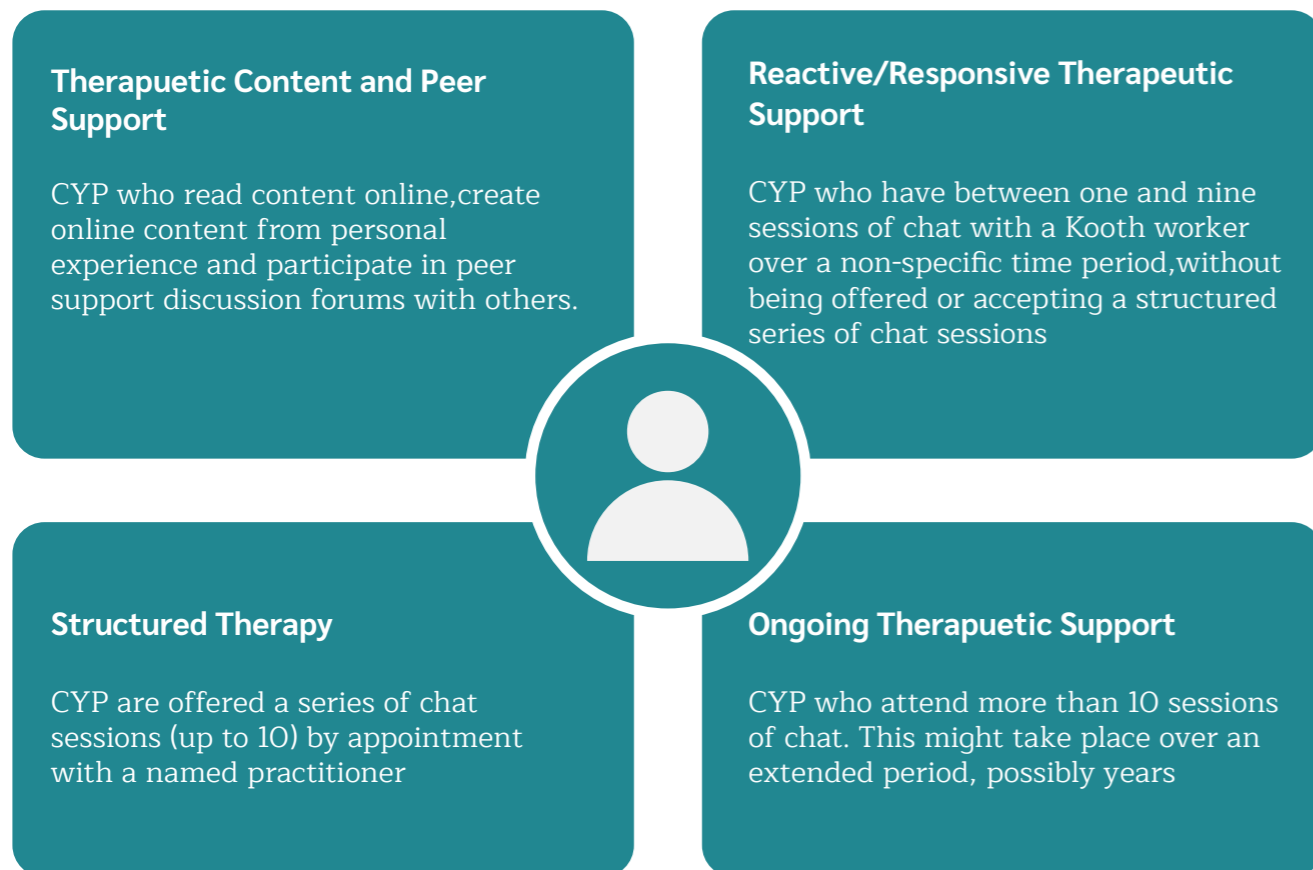 Therapuetic Content and Peer
Support
CYP who read content online,create
online content from personal
experience and participate in peer
support discussion forums with others.
Reactive/Responsive Therapeutic
Support
CYP who have between one and nine
sessions of chat with a Kooth worker
over a non-specific time period,without
being offered or accepting a structured
series of chat sessions
Structured Therapy
CYP are offered a series of chat
sessions (up to 10) by appointment
with a named practitioner
Ongoing Therapuetic Support
CYP who attend more than 10 sessions
of chat. This might take place over an
extended period, possibly years